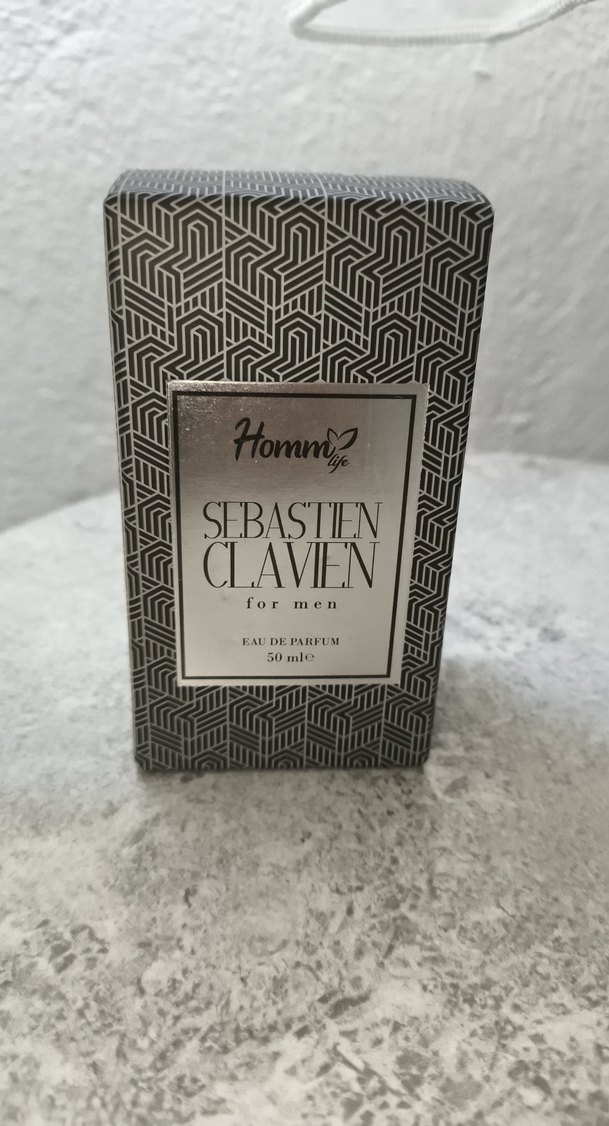 Homm
life
SEBASTIEN
CLAVIEN
for men
EAU DE PARFUM
50 ml℮